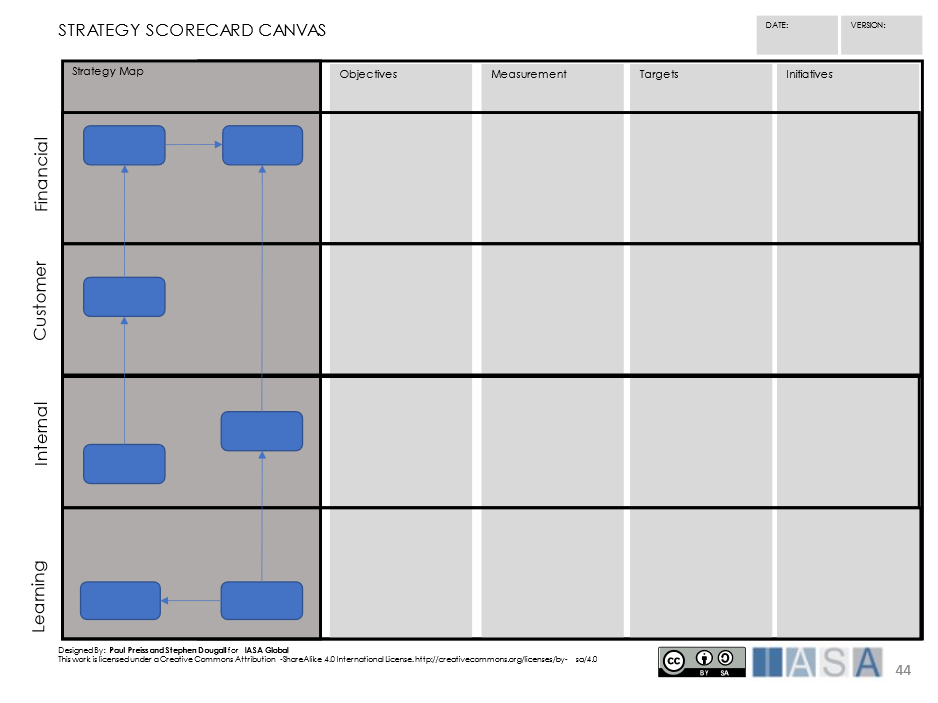 STRATEGY SCORECARD CANVAS
DATE:
VERSION:
Strategy Map
Objectives
Measurement
Targets
Initiatives
Financial
Customer
Internal
Learning
Designed By: Paul Preiss and Stephen Dougall for IASA Global
This work is licensed under a Creative Commons Attribution -ShareAlike 4.0 International License. http://creativecommons.org/licenses/by- sa/4.0
cc
BY SA
IASA
44